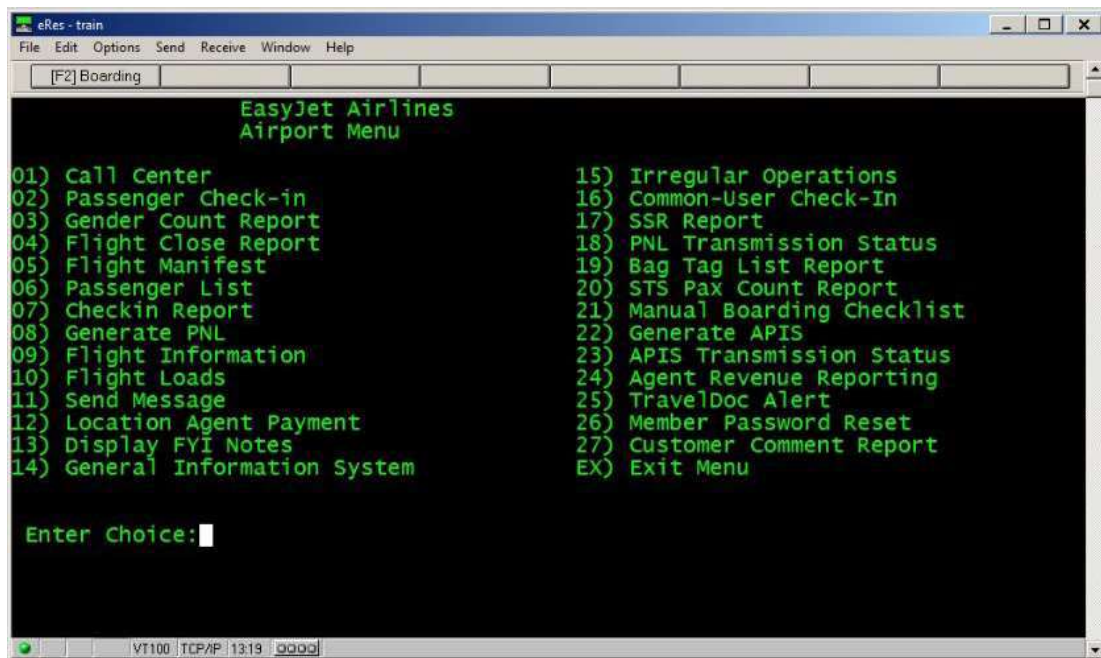 eRes - train
File Edit Options Send Receive Window Help
[F2] Boarding
EasyJet Airlines
Airport Menu
01) Call Center
02) Passenger Check-in
03) Gender Count Report
04) Flight Close Report
05) Flight Manifest
06) Passenger List
07) Checkin Report
08) Generate PNL
09) Flight Information
10) Flight Loads
11) Send Message
12) Location Agent Payment
13) Display FYI Notes
14) General Information System
15) Irregular Operations
16) Common-User Check-In
17) SSR Report
18) PNL Transmission Status
19) Bag Tag List Report
20) STS Pax Count Report
21) Manual Boarding Checklist
22) Generate APIS
23) APIS Transmission Status
24) Agent Revenue Reporting
25) TravelDoc Alert
26) Member Password Reset
27) Customer Comment Report
EX) Exit Menu
Enter Choice:
VT100 TCP/IP 13:19